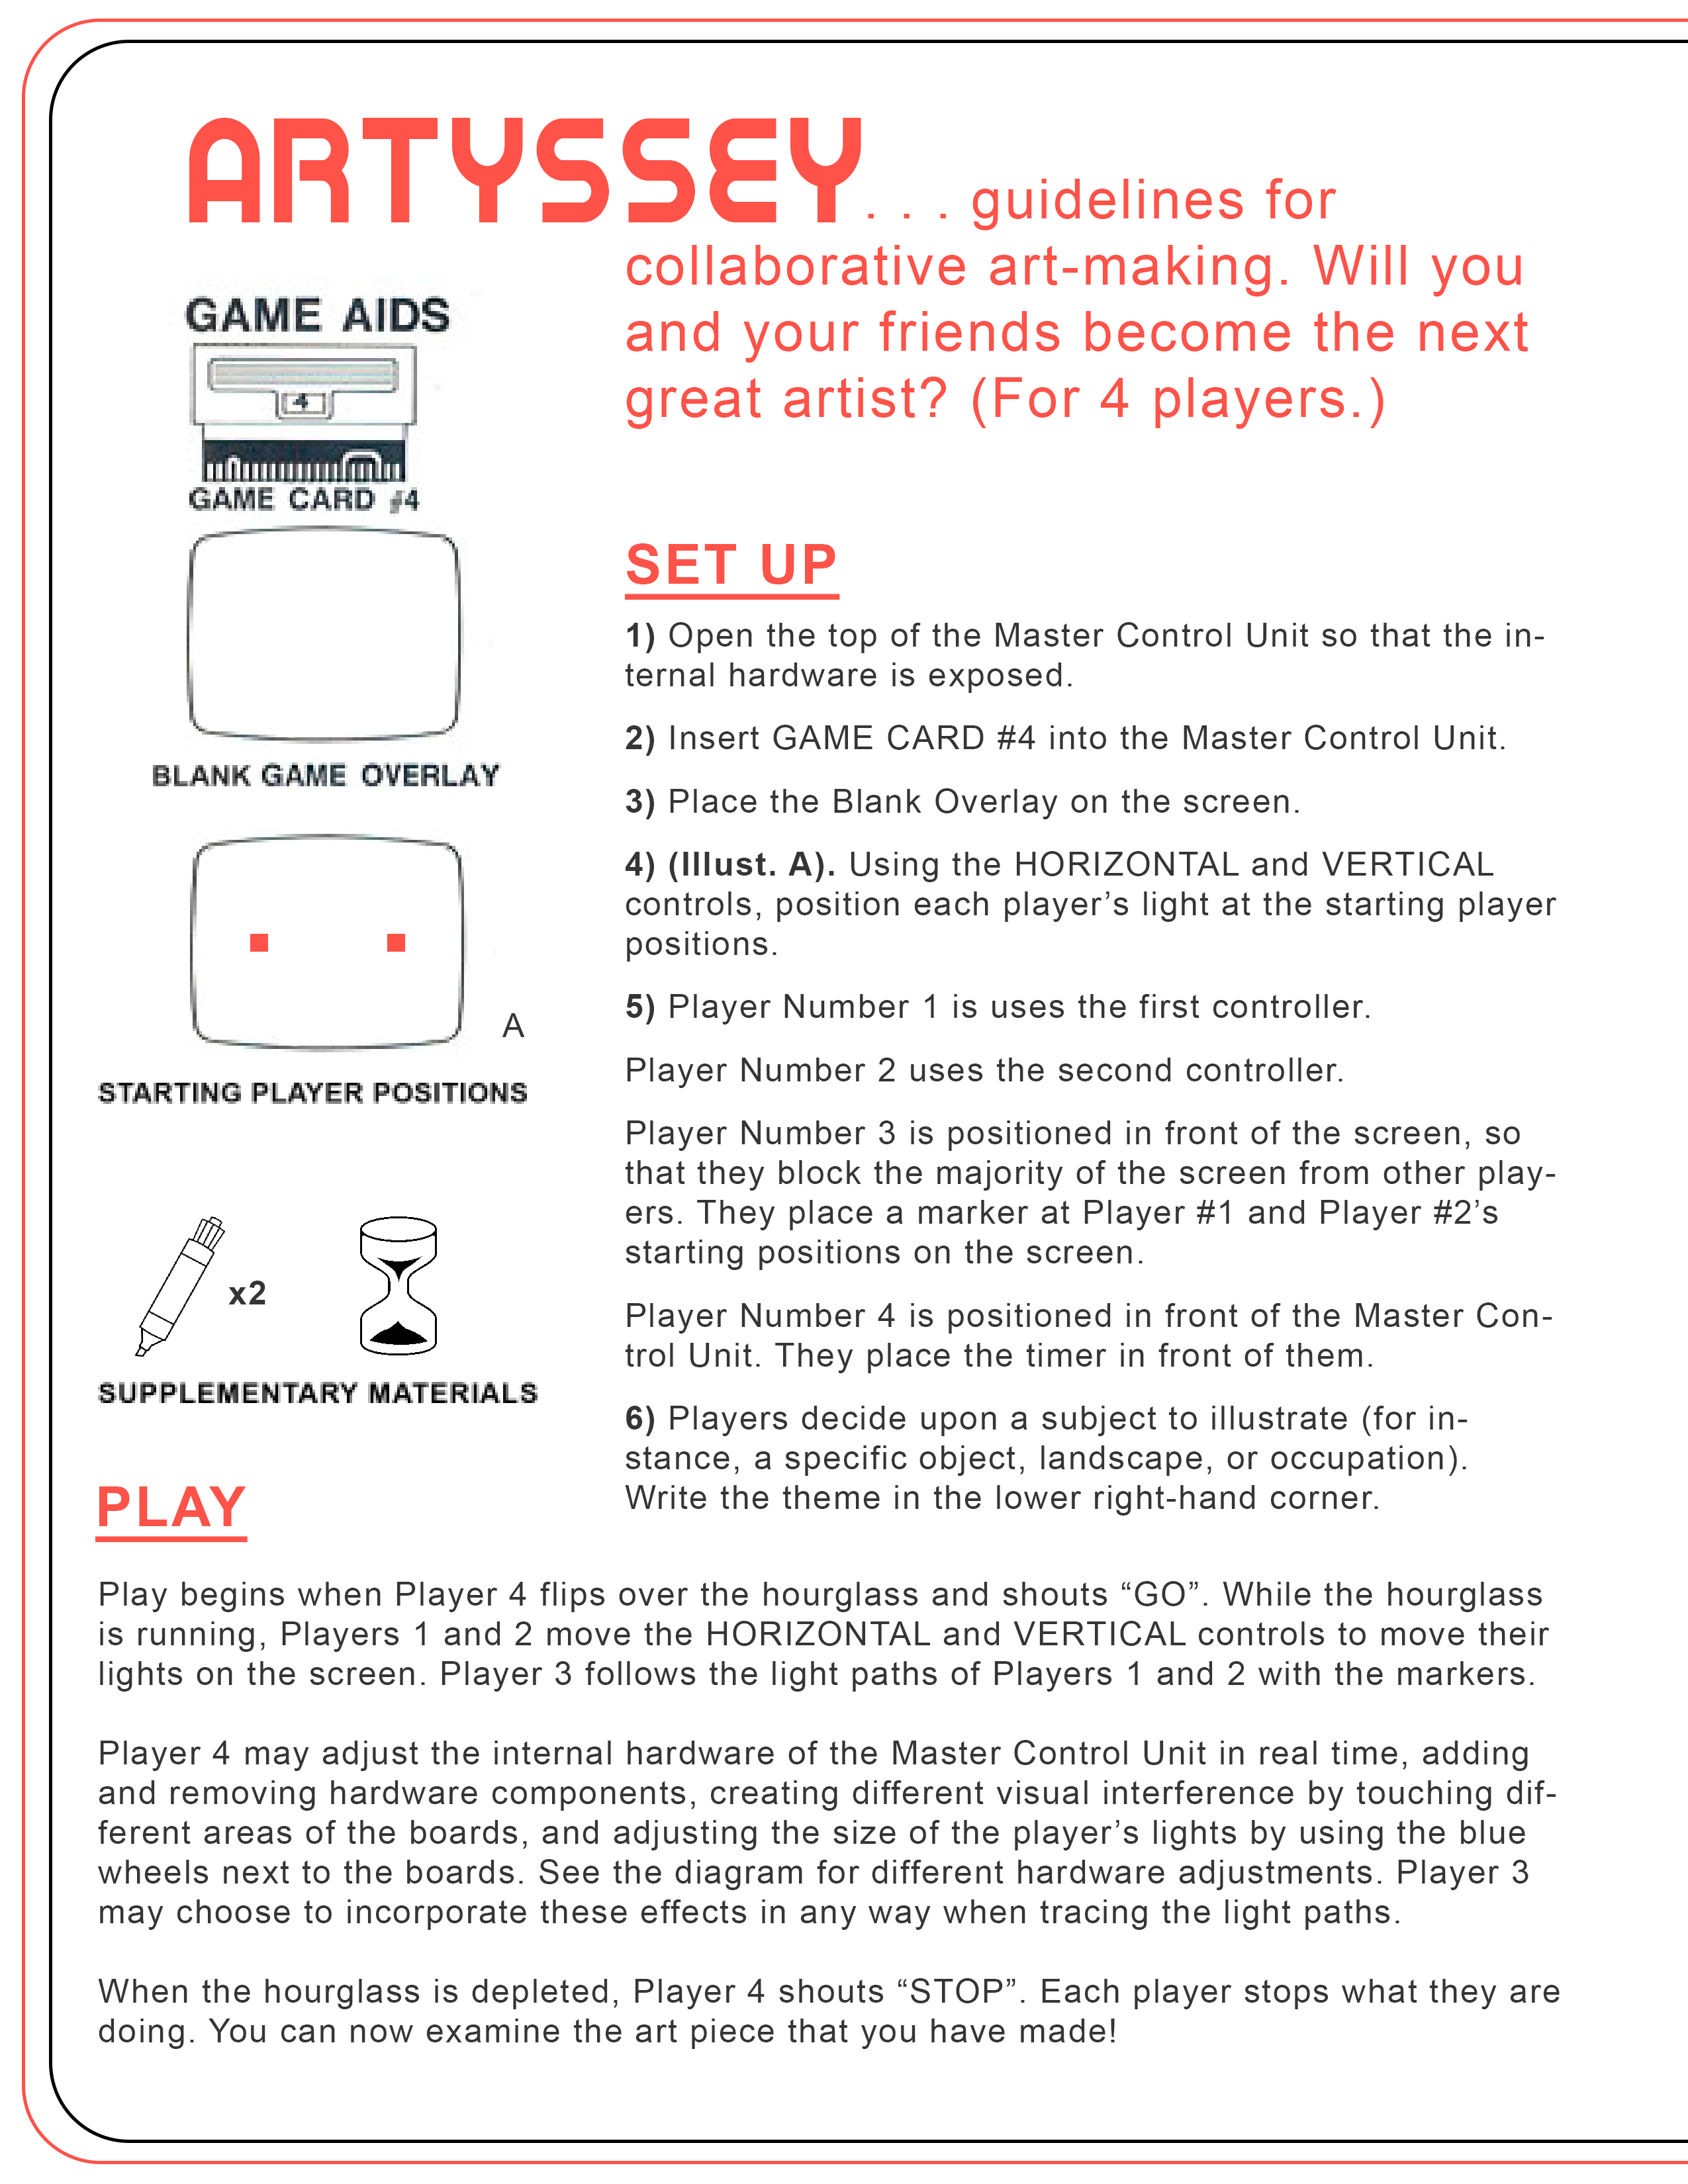 ARTYSSEY. . . guidelines for
collaborative art-making. Will you
and your friends become the next
great artist? (For 4 players.)
GAME AIDS
4
GAME CARD #4
BLANK GAME OVERLAY
A
STARTING PLAYER POSITIONS
x2
SUPPLEMENTARY MATERIALS
SET UP
1) Open the top of the Master Control Unit so that the in-
ternal hardware is exposed.
2) Insert GAME CARD #4 into the Master Control Unit.
3) Place the Blank Overlay on the screen.
4) (Illust. A). Using the HORIZONTAL and VERTICAL
controls, position each player’s light at the starting player
positions.
5) Player Number 1 is uses the first controller.
Player Number 2 uses the second controller.
Player Number 3 is positioned in front of the screen, so
that they block the majority of the screen from other play-
ers. They place a marker at Player #1 and Player #2’s
starting positions on the screen.
Player Number 4 is positioned in front of the Master Con-
trol Unit. They place the timer in front of them.
6) Players decide upon a subject to illustrate (for in-
stance, a specific object, landscape, or occupation).
Write the theme in the lower right-hand corner.
PLAY
Play begins when Player 4 flips over the hourglass and shouts “GO”. While the hourglass
is running, Players 1 and 2 move the HORIZONTAL and VERTICAL controls to move their
lights on the screen. Player 3 follows the light paths of Players 1 and 2 with the markers.
Player 4 may adjust the internal hardware of the Master Control Unit in real time, adding
and removing hardware components, creating different visual interference by touching dif-
ferent areas of the boards, and adjusting the size of the player’s lights by using the blue
wheels next to the boards. See the diagram for different hardware adjustments. Player 3
may choose to incorporate these effects in any way when tracing the light paths.
When the hourglass is depleted, Player 4 shouts “STOP”. Each player stops what they are
doing. You can now examine the art piece that you have made!